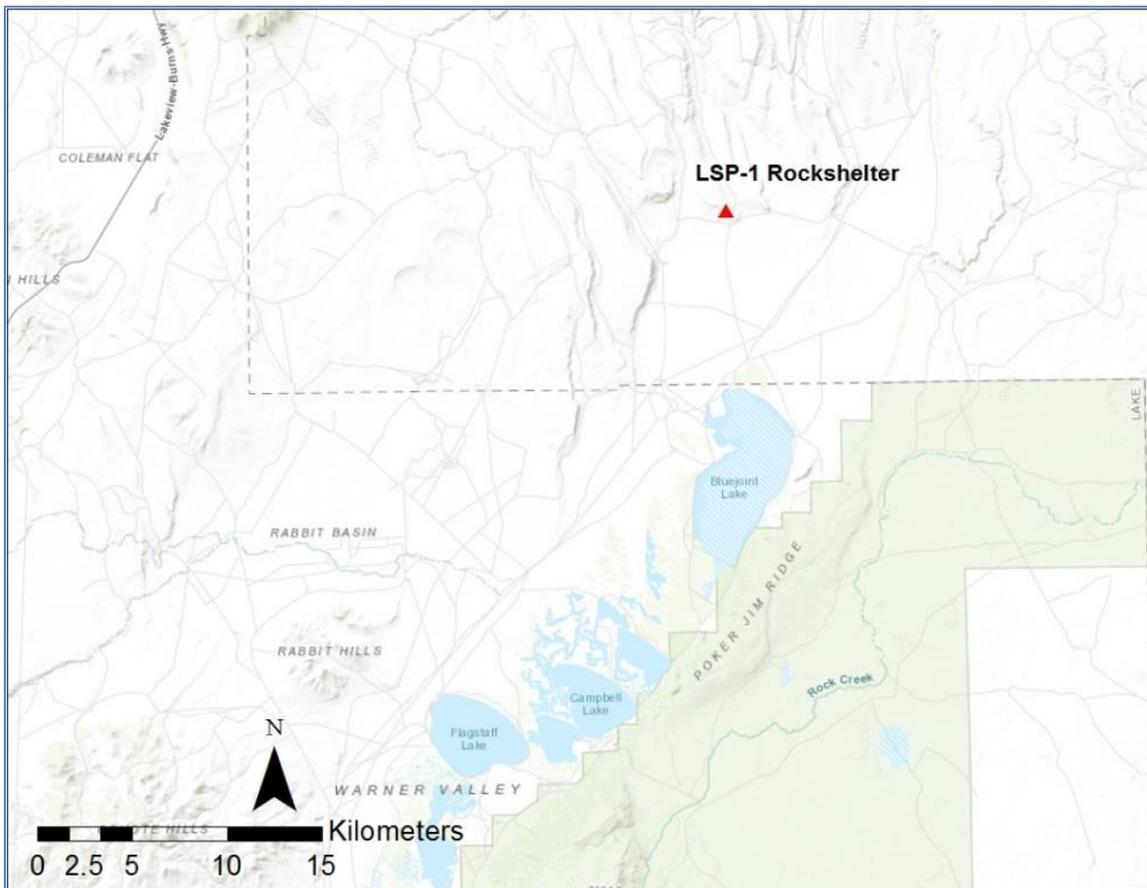 Lakeview-Burns-Hwy
COLEMAN FLAT
LSP-1 Rockshelter
HILLS
LAKE
Bluejoint
Lake
RABBIT BASIN
POKER JIM RIDGE
RABBIT HILLS
Rock Creek
Campbell
Lake
Flagstaff
Lake
N
WARNER VALLEY
HILLS
Kilometers
0 2.5 5 10 15